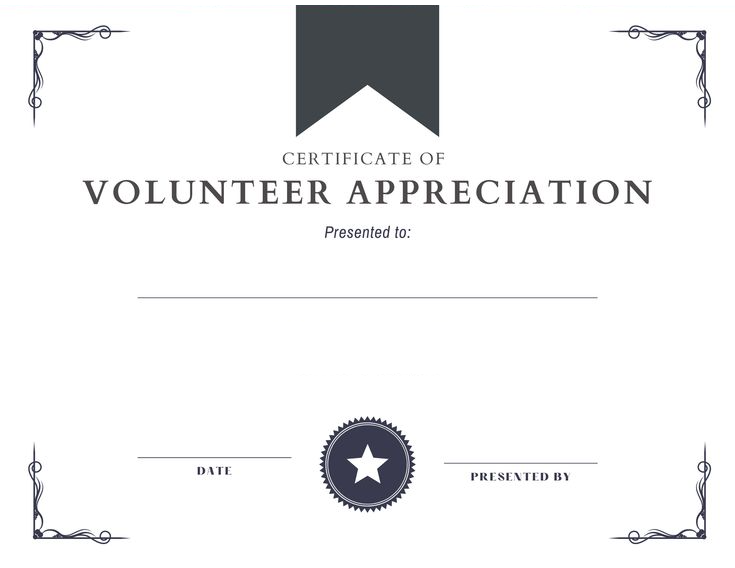 CERTIFICATE OF
VOLUNTEER APPRECIATION
Presented to:
DATE
PRESENTED BY